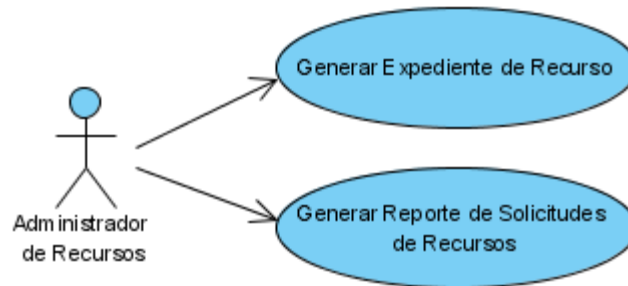 Generar Expediente de Recurso
Administrador
de Recursos
Generar Reporte de Solicitudes
de Recursos